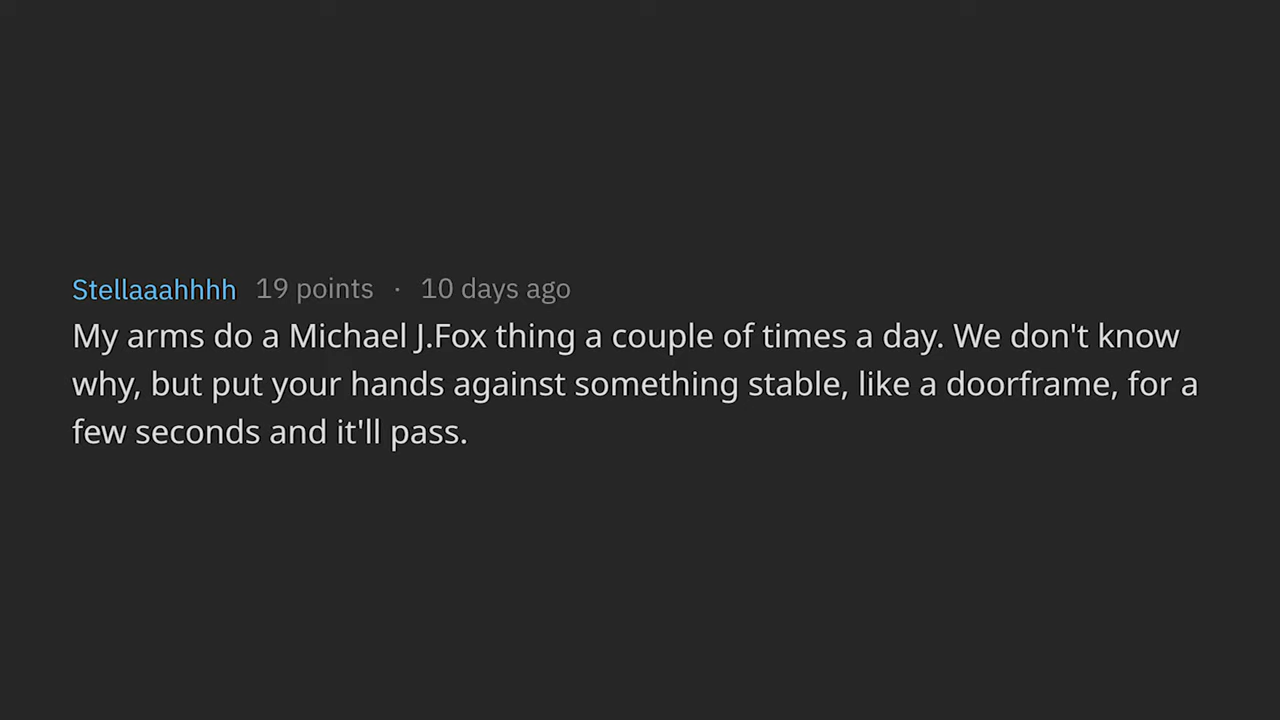 Stellaaahhhh 19 points · 10 days ago
My arms do a Michael J.Fox thing a couple of times a day. We don't know
why, but put your hands against something stable, like a doorframe, for a
few seconds and it'll pass.